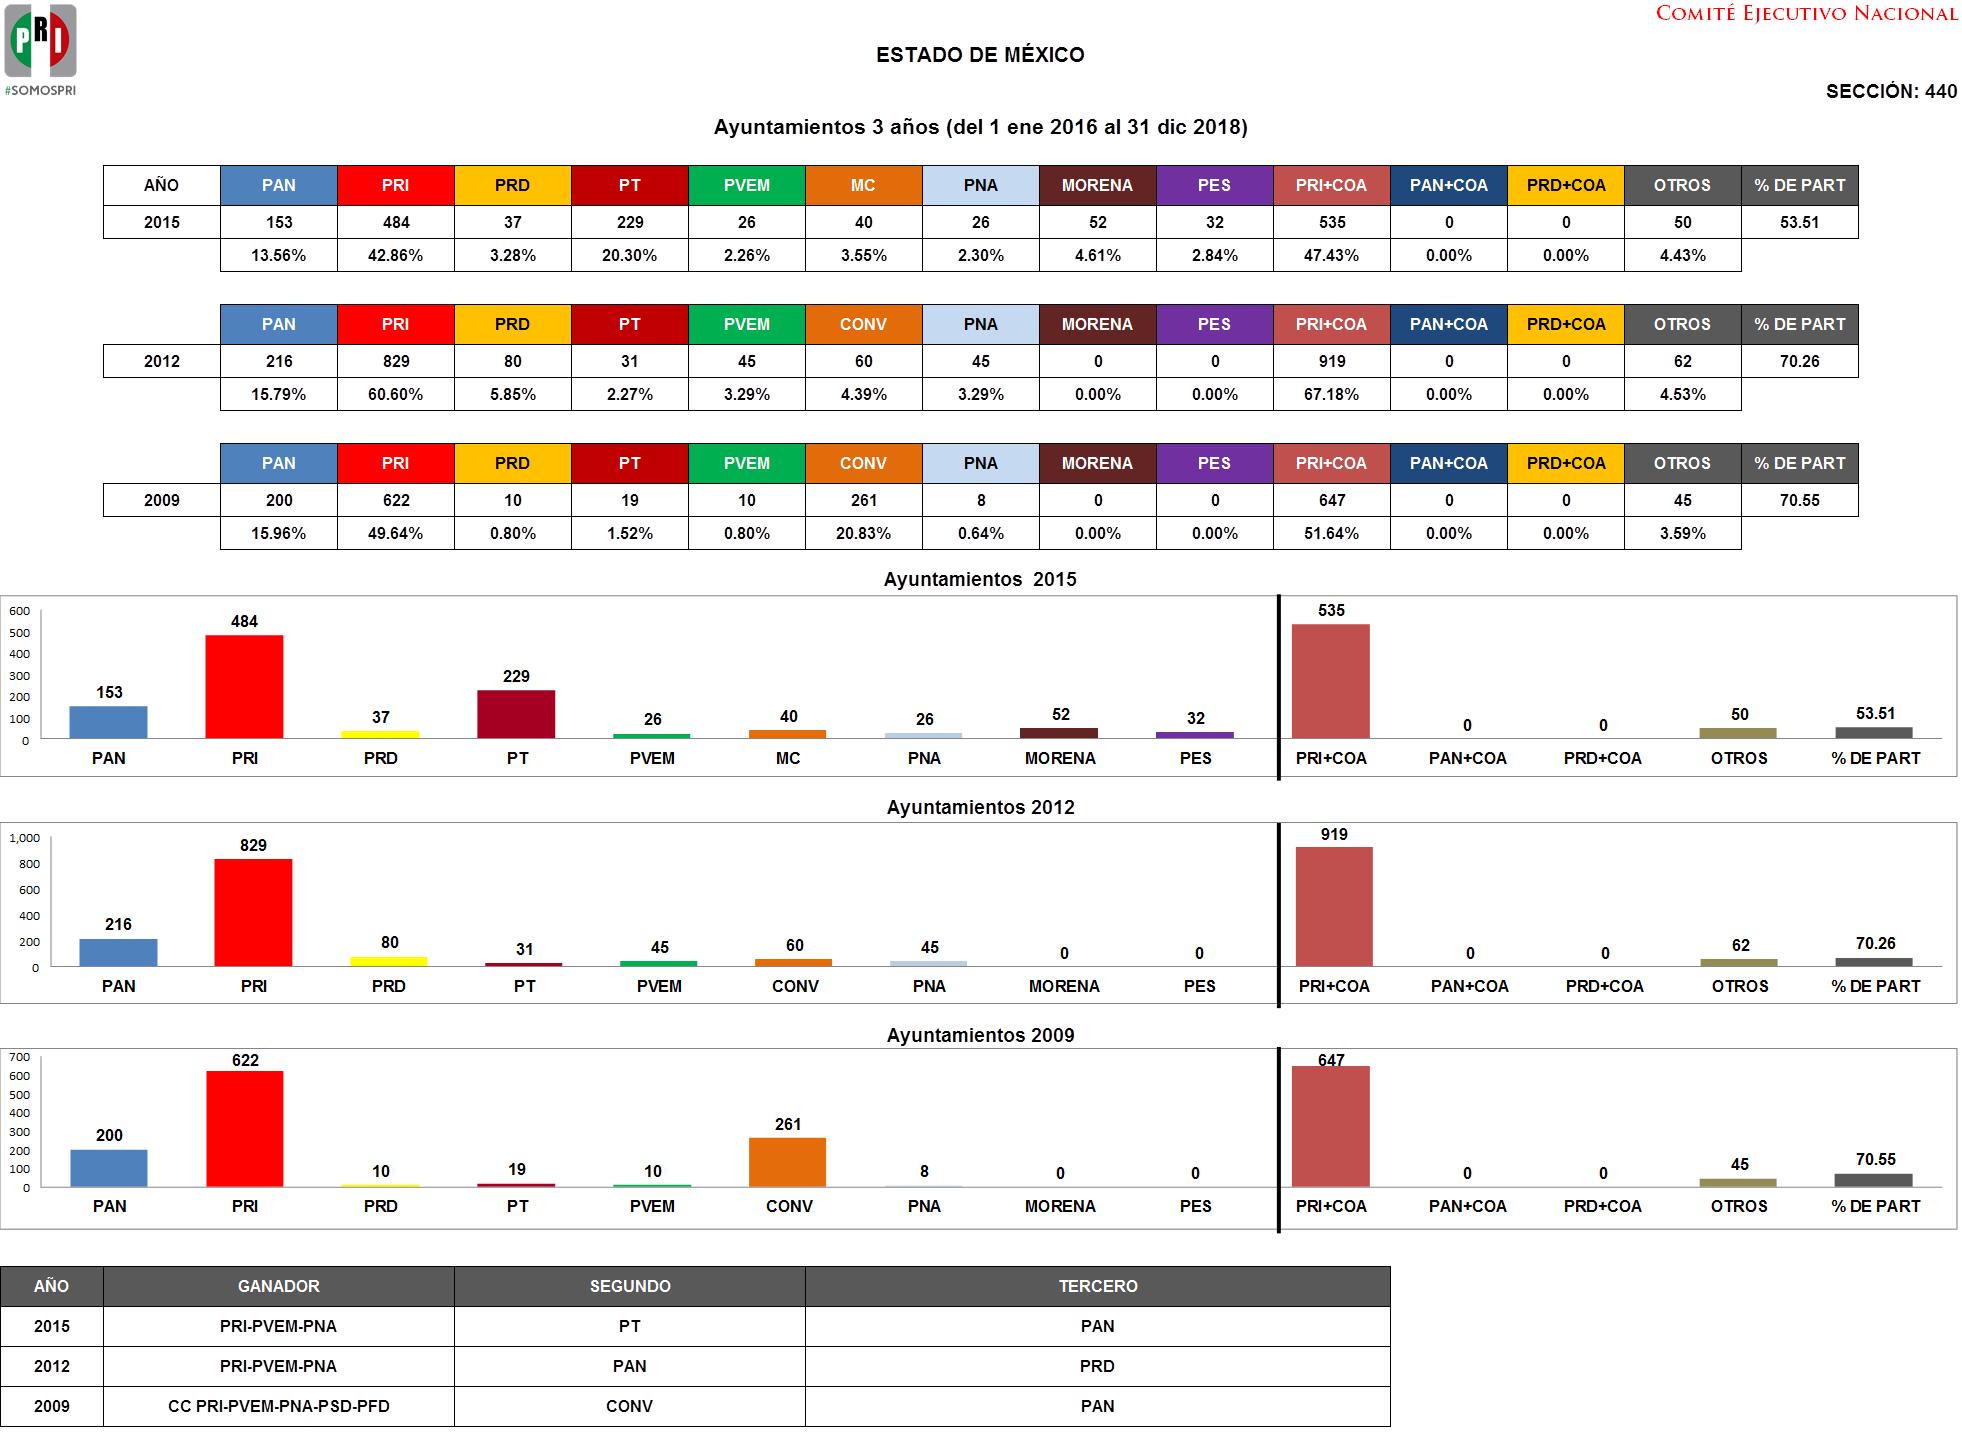 COMITÉ EJECUTIVO NACIONAL
PRI
#SOMOSPRI
ESTADO DE MÉXICO
SECCIÓN: 440
Ayuntamientos 3 años (del 1 ene 2016 al 31 dic 2018)
AÑO PAN PRI PRD PT PVEM MC PNA MORENA PES PRI+COA PAN+COA PRD+COA OTROS % DE PART
2015 153 484 37 229 26 40 26 52 32 535 0 0 50 53.51
13.56% 42.86% 3.28% 20.30% 2.26% 3.55% 2.30% 4.61% 2.84% 47.43% 0.00% 0.00% 4.43%
PAN PRI PRD PT PVEM CONV PNA MORENA PES PRI+COA PAN+COA PRD+COA OTROS % DE PART
2012 216 829 80 31 45 60 45 0 0 919 0 0 62 70.26
15.79% 60.60% 5.85% 2.27% 3.29% 4.39% 3.29% 0.00% 0.00% 67.18% 0.00% 0.00% 4.53%
PAN PRI PRD PT PVEM CONV PNA MORENA PES PRI+COA PAN+COA PRD+COA OTROS % DE PART
2009 200 622 10 19 10 261 8 0 0 647 0 0 45 70.55
15.96% 49.64% 0.80% 1.52% 0.80% 20.83% 0.64% 0.00% 0.00% 51.64% 0.00% 0.00% 3.59%
Ayuntamientos 2015
600
500
400
300
200
100
0
153 484 37 229 26 40 26 52 32 535 0 0 50 53.51
PAN PRI PRD PT PVEM MC PNA MORENA PES PRI+COA PAN+COA PRD+COA OTROS % DE PART
Ayuntamientos 2012
1,000
800
600
400
200
0
216 829 80 31 45 60 45 0 0 919 0 0 62 70.26
PAN PRI PRD PT PVEM CONV PNA MORENA PES PRI+COA PAN+COA PRD+COA OTROS % DE PART
Ayuntamientos 2009
700
600
500
400
300
200
100
0
200 622 10 19 10 261 8 0 0 647 0 0 45 70.55
PAN PRI PRD PT PVEM CONV PNA MORENA PES PRI+COA PAN+COA PRD+COA OTROS % DE PART
AÑO GANADOR SEGUNDO TERCERO
2015 PRI-PVEM-PNA PT PAN
2012 PRI-PVEM-PNA PAN PRD
2009 CC PRI-PVEM-PNA-PSD-PFD CONV PAN